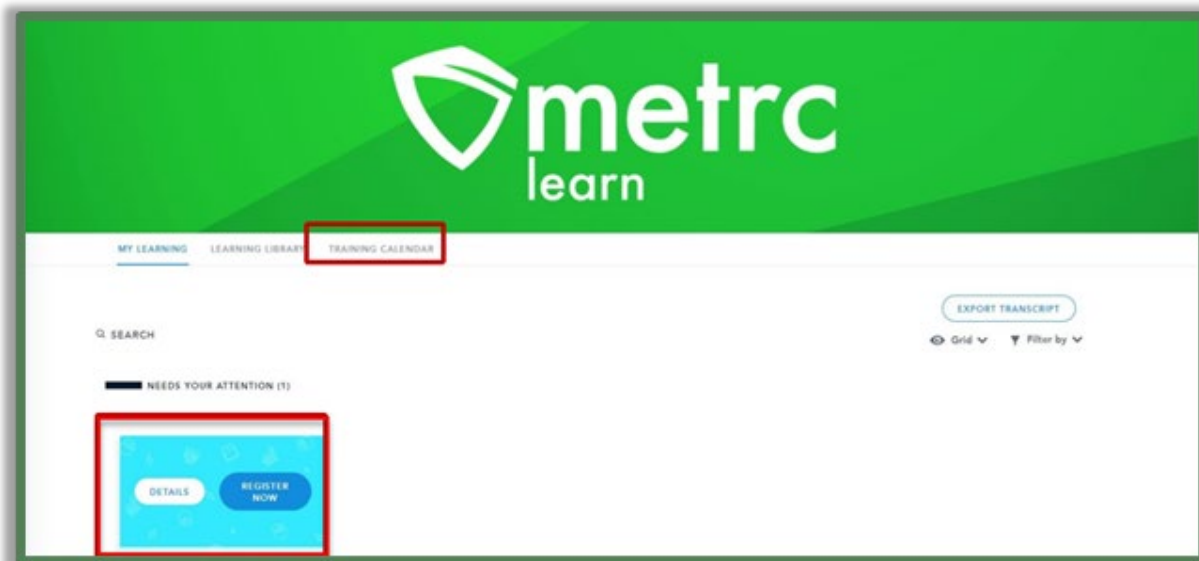 metrc
learn
MY LEARNING LEARNING LIBRARY TRAINING CALENDAR
EXPORT TRANSCRIPT
SEARCH
Grid Filter by
NEEDS YOUR ATTENTION (1)
DETAILS REGISTER
NOW